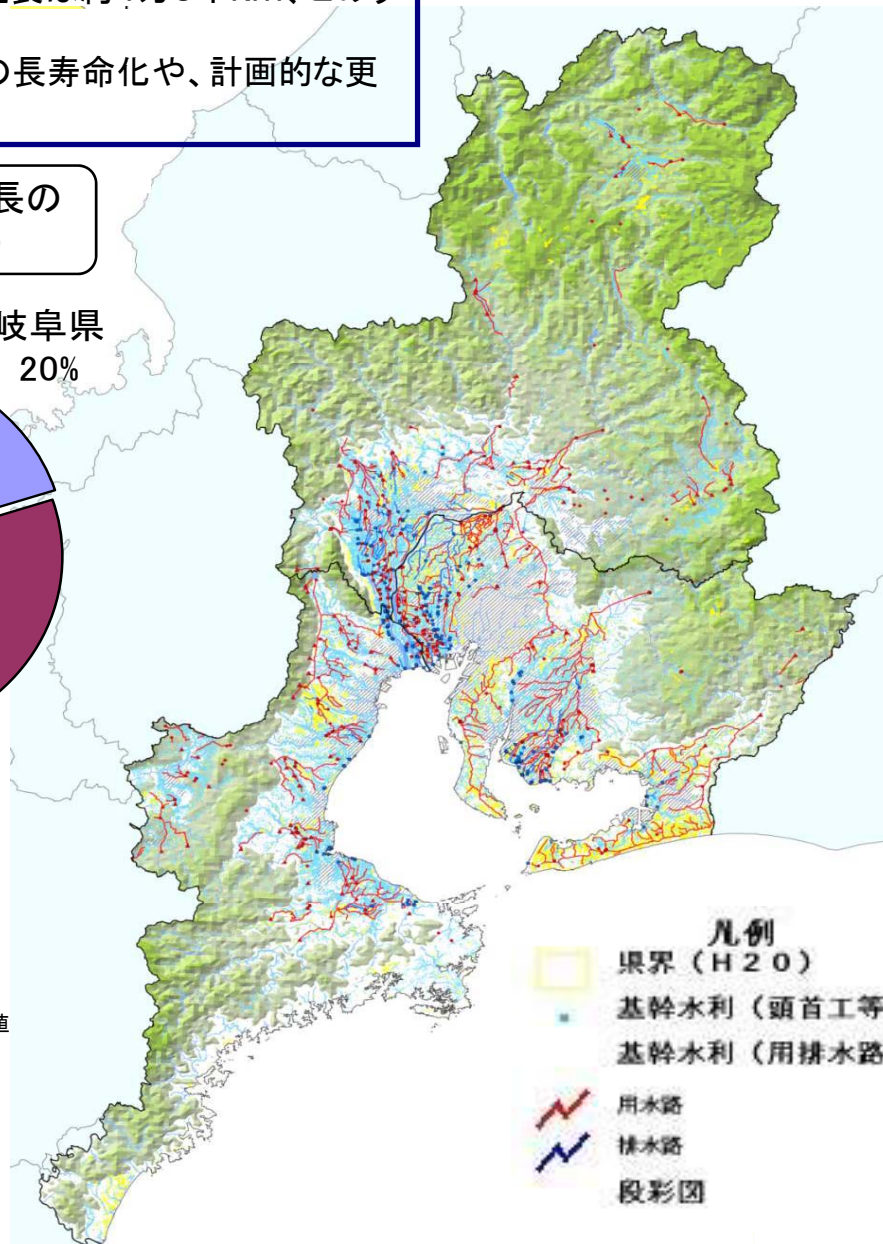 の長寿命化や、計画的な更
長の
岐阜県
20%
値
凡例
県界（H20）
基幹水利（頭首工等
基幹水利（用排水路
用水路
排水路
段彩図